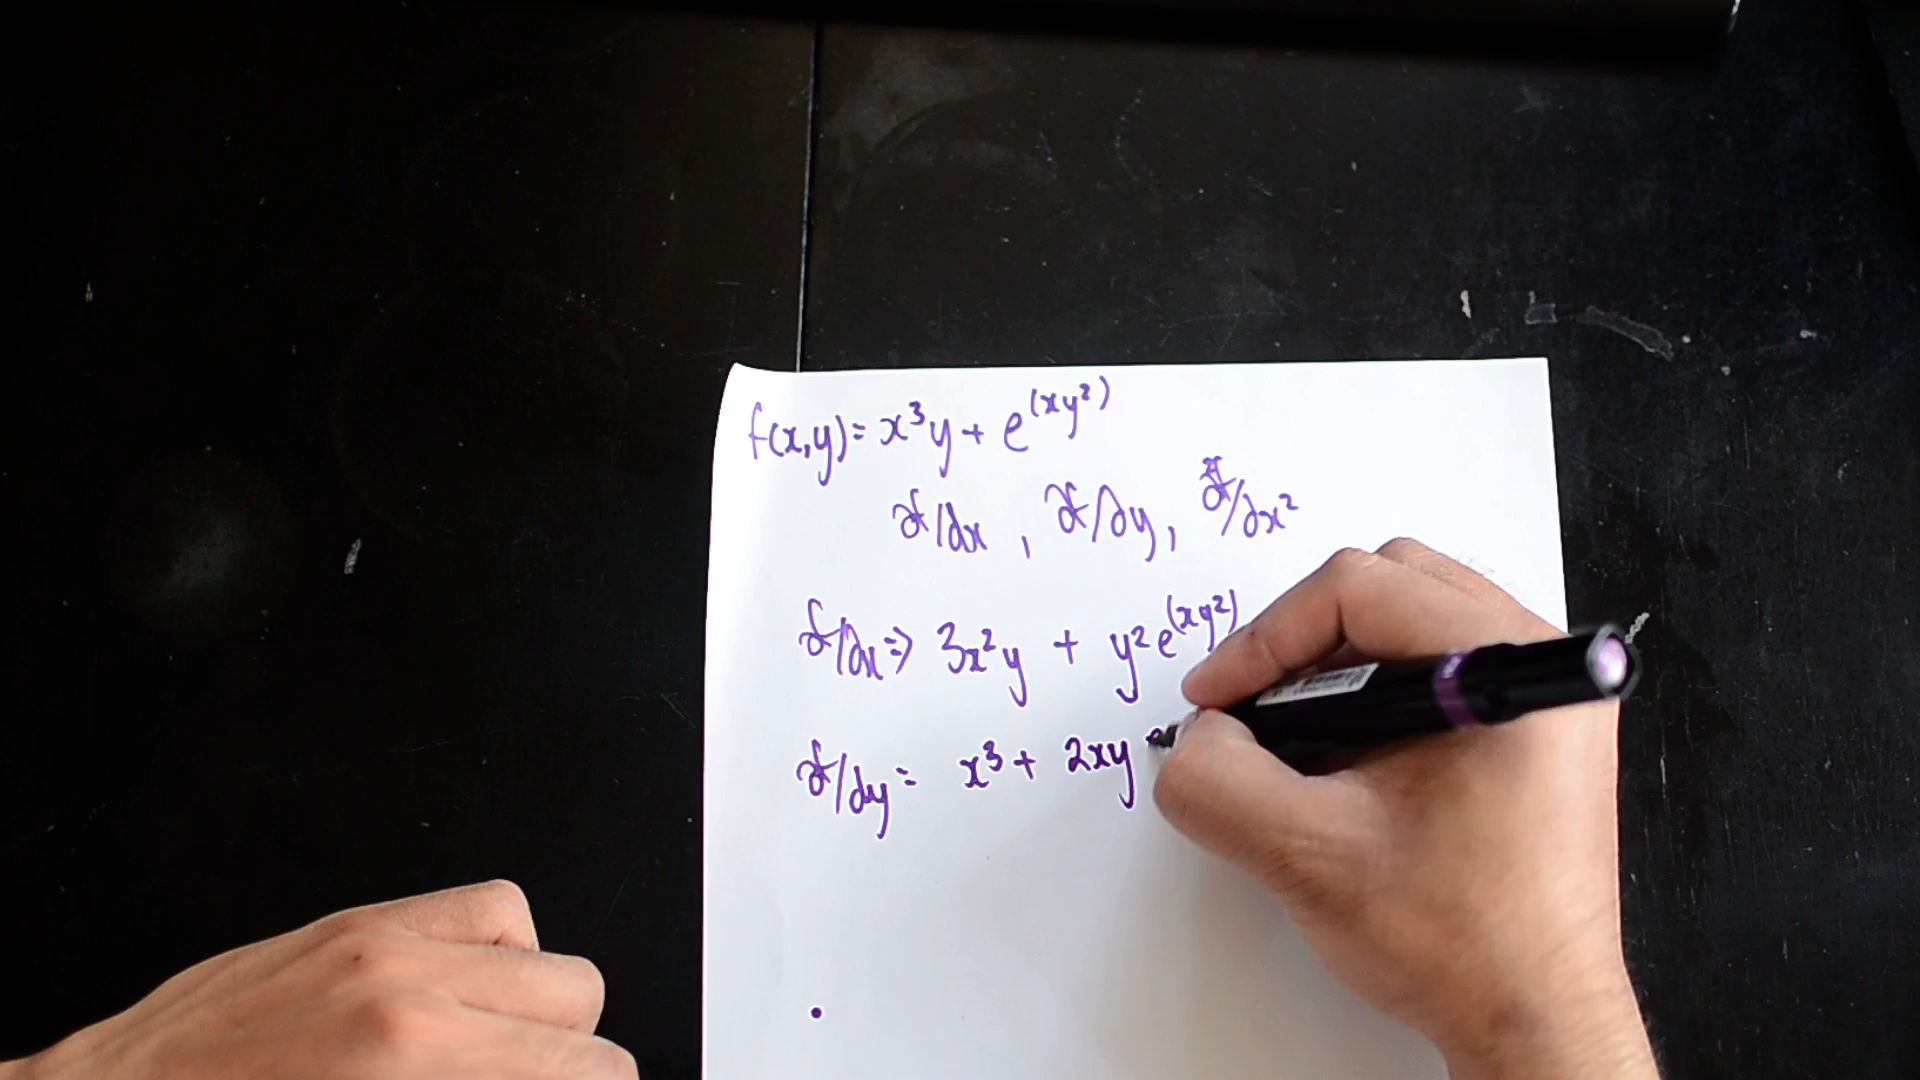 f(x,y)= x³y + e^(xy²)
∂f/∂x , ∂f/∂y, ∂²f/∂x²
∂f/∂x => 3x²y + y²e^(xy²)
∂f/∂y = x³ + 2xy